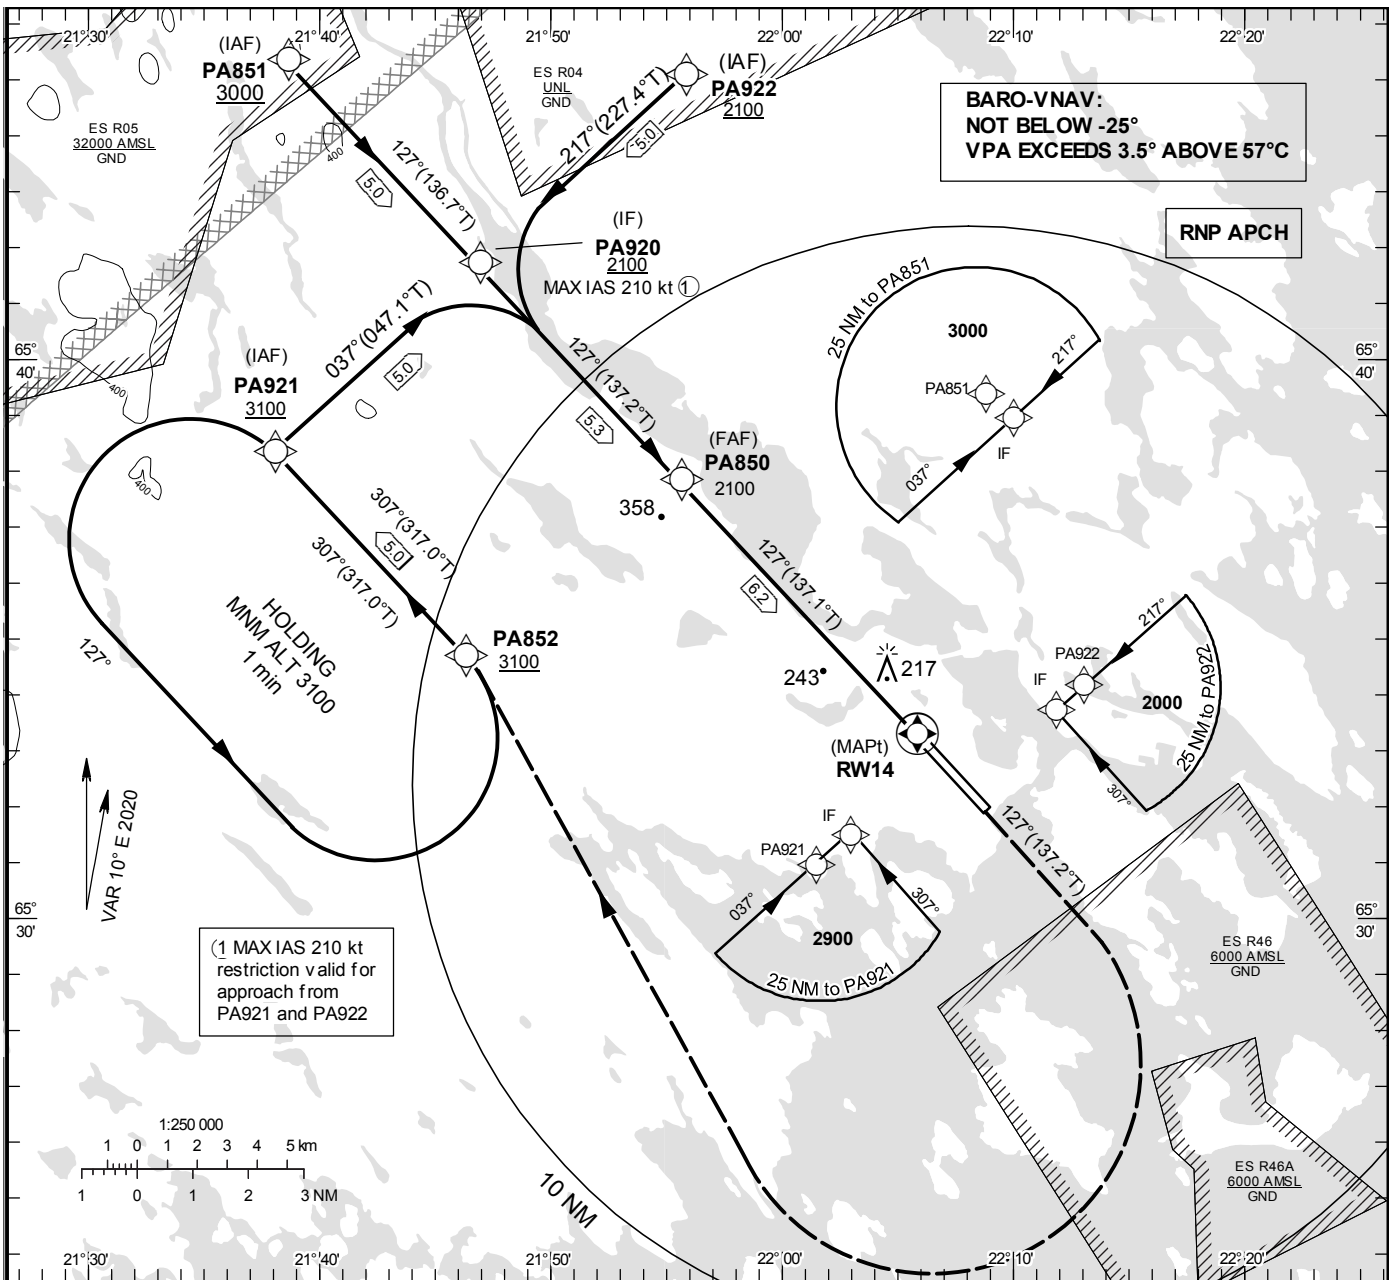 21°30'
21°40'
21°50'
22°00'
22°10'
22°20'
(IAF)
PA851
3000
ES R04
UNL
GND
(IAF)
PA922
2100
BARO-VNAV:
NOT BELOW -25°
VPA EXCEEDS 3.5° ABOVE 57°C
ES R05
32000 AMSL
GND
400
127°(136.7°T)
5.0
217°(227.4°T)
5.0
(IF)
PA920
2100
MAX IAS 210 kt ①
RNP APCH
25 NM to PA851
3000
217°
PA851
IF
037°
65°
40'
65°
40'
400
(IAF)
PA921
3100
037°(047.1°T)
5.0
127°(137.2°T)
5.3
(FAF)
PA850
2100
358
400
307°(317.0°T)
5.0
307°(317.0°T)
127°(137.1°T)
6.2
HOLDING
MNM ALT 3100
1 min
127°
PA852
3100
243
217
(MAPt)
RW14
217°
PA922
IF
2000
25 NM to PA922
307°
VAR 10° E 2020
127°(137.2°T)
IF
PA921
037°
307°
2900
25 NM to PA921
65°
30'
65°
30'
① MAX IAS 210 kt
restriction valid for
approach from
PA921 and PA922
ES R46
6000 AMSL
GND
ES R46A
6000 AMSL
GND
1:250 000
1 0 1 2 3 4 5 km
1 0 1 2 3 NM
10 NM
21°30'
21°40'
21°50'
22°00'
22°10'
22°20'